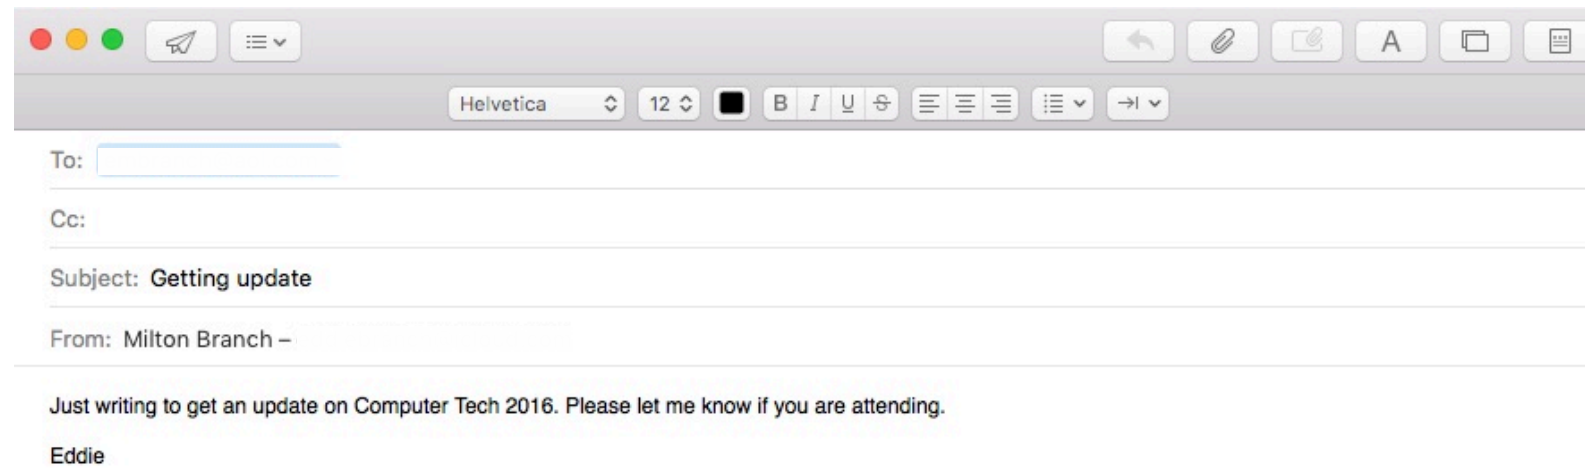 Helvetica 12 B I U S
A
To:
Cc:
Subject: Getting update
From: Milton Branch –
Just writing to get an update on Computer Tech 2016. Please let me know if you are attending.
Eddie